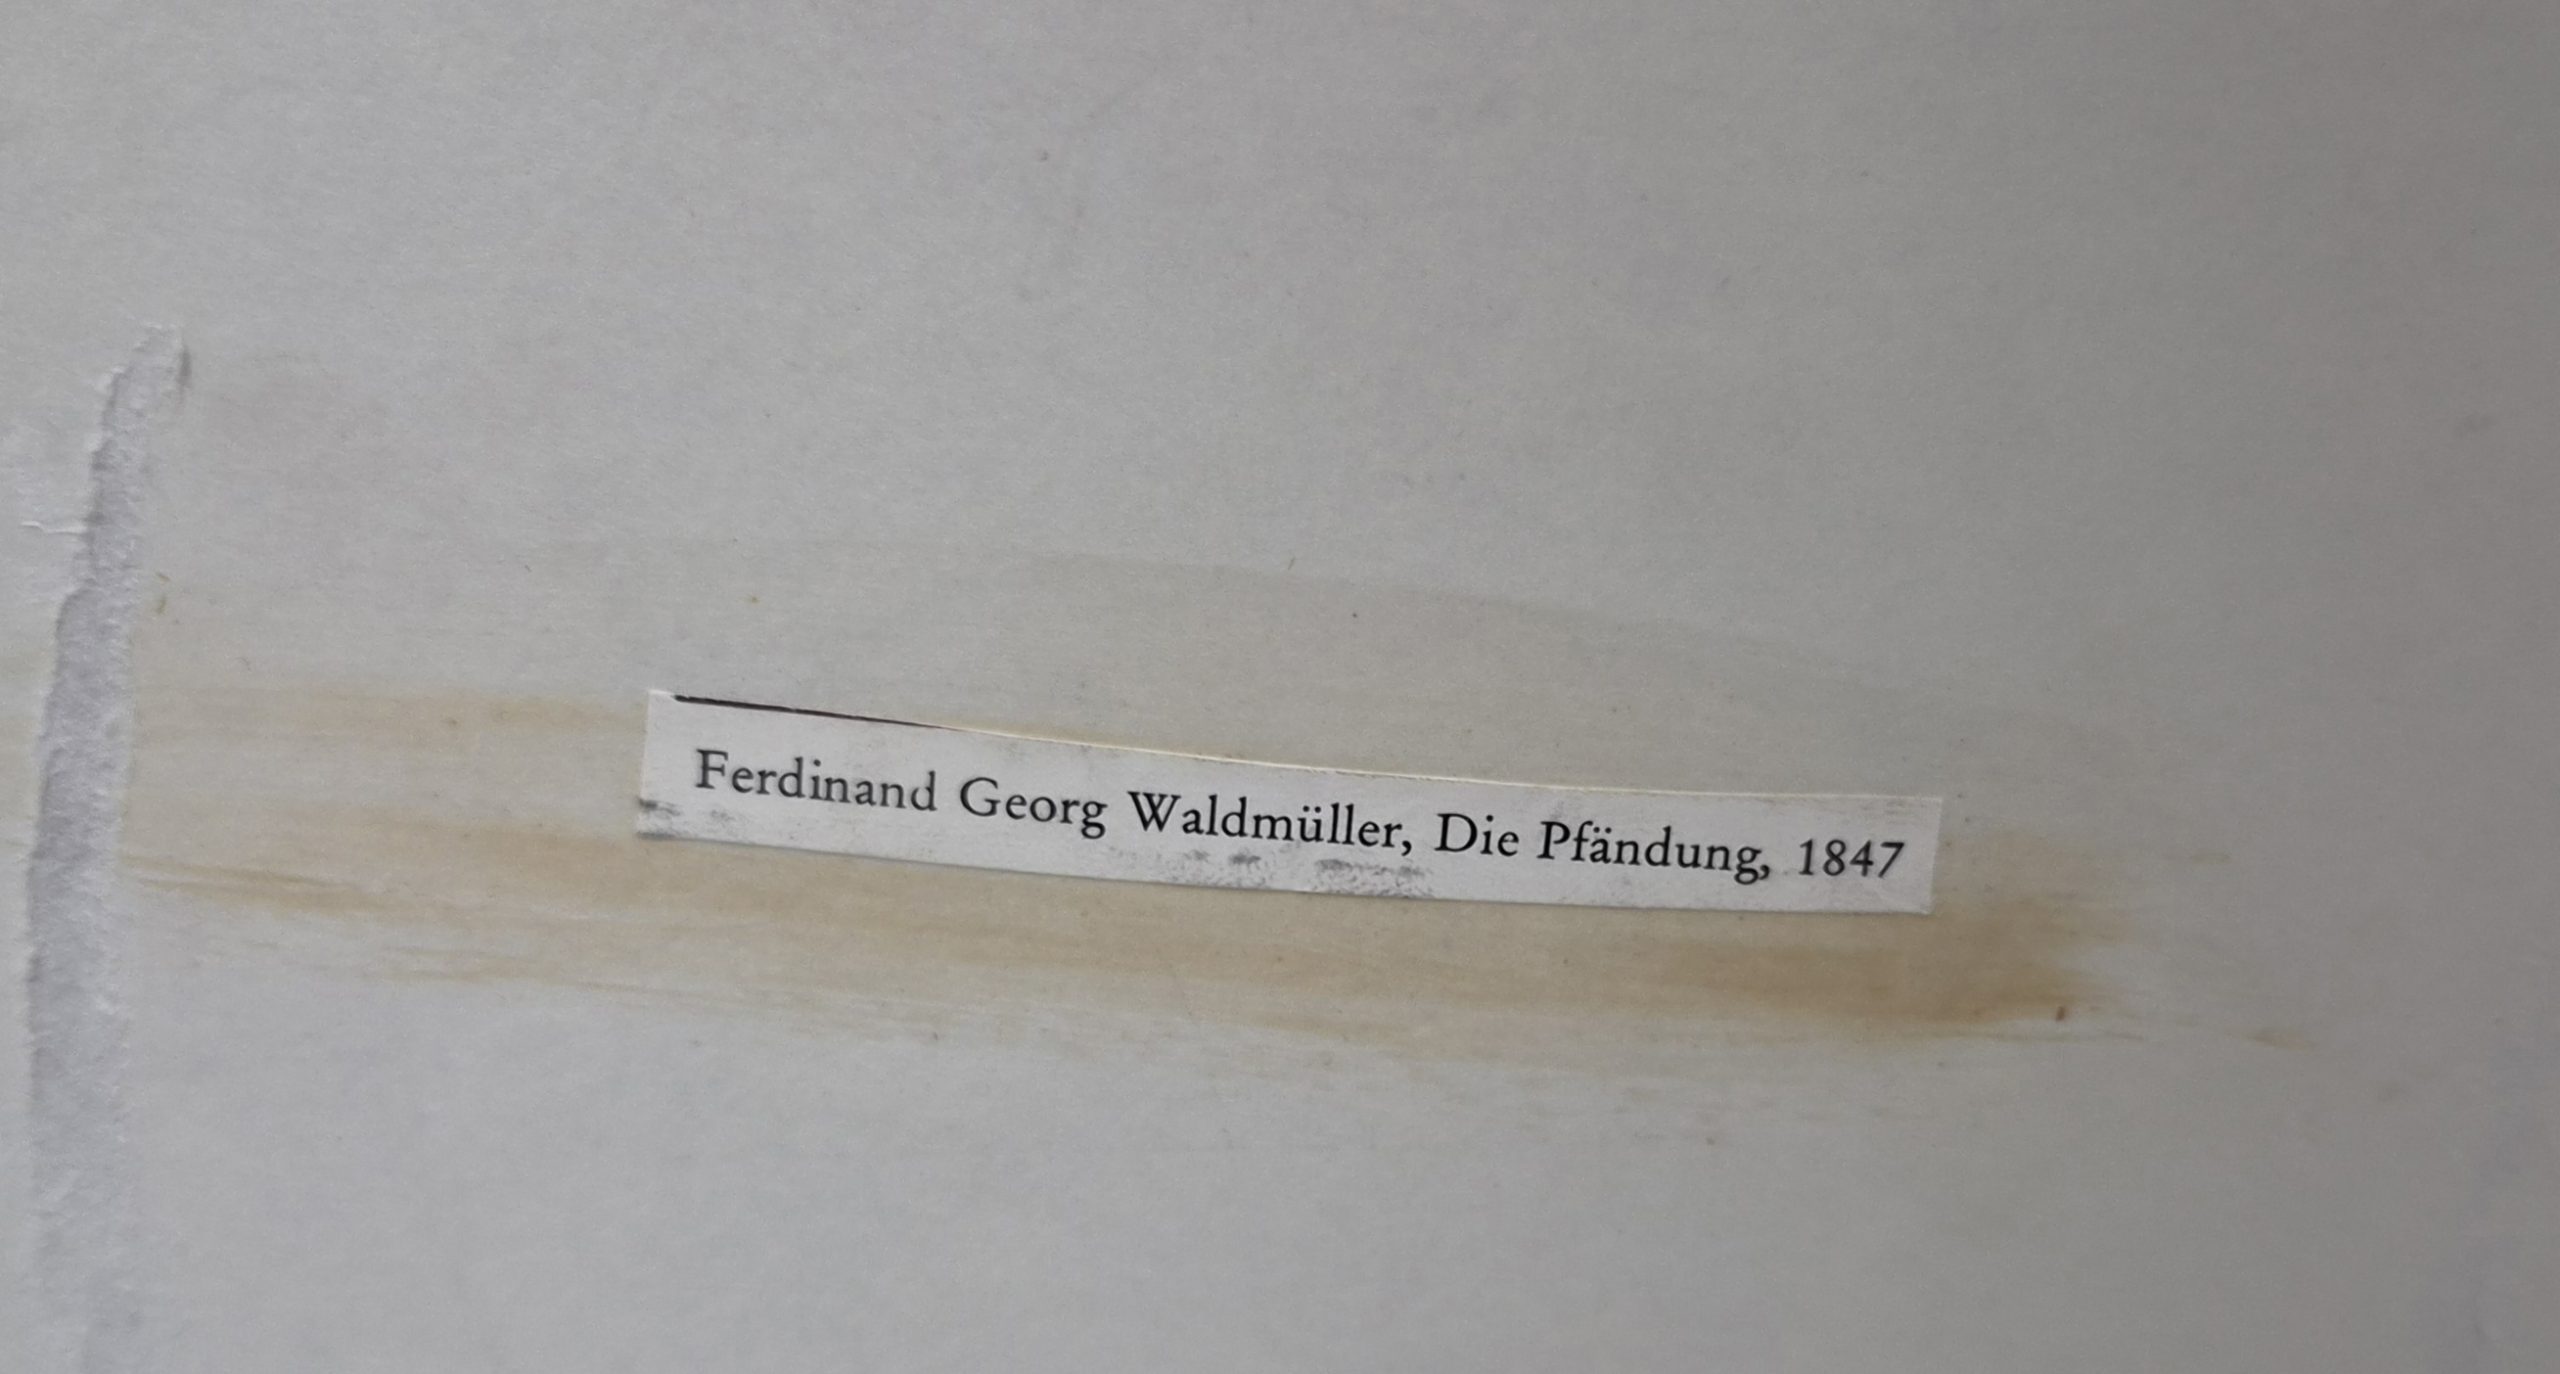 Ferdinand Georg Waldmüller, Die Pfändung, 1847